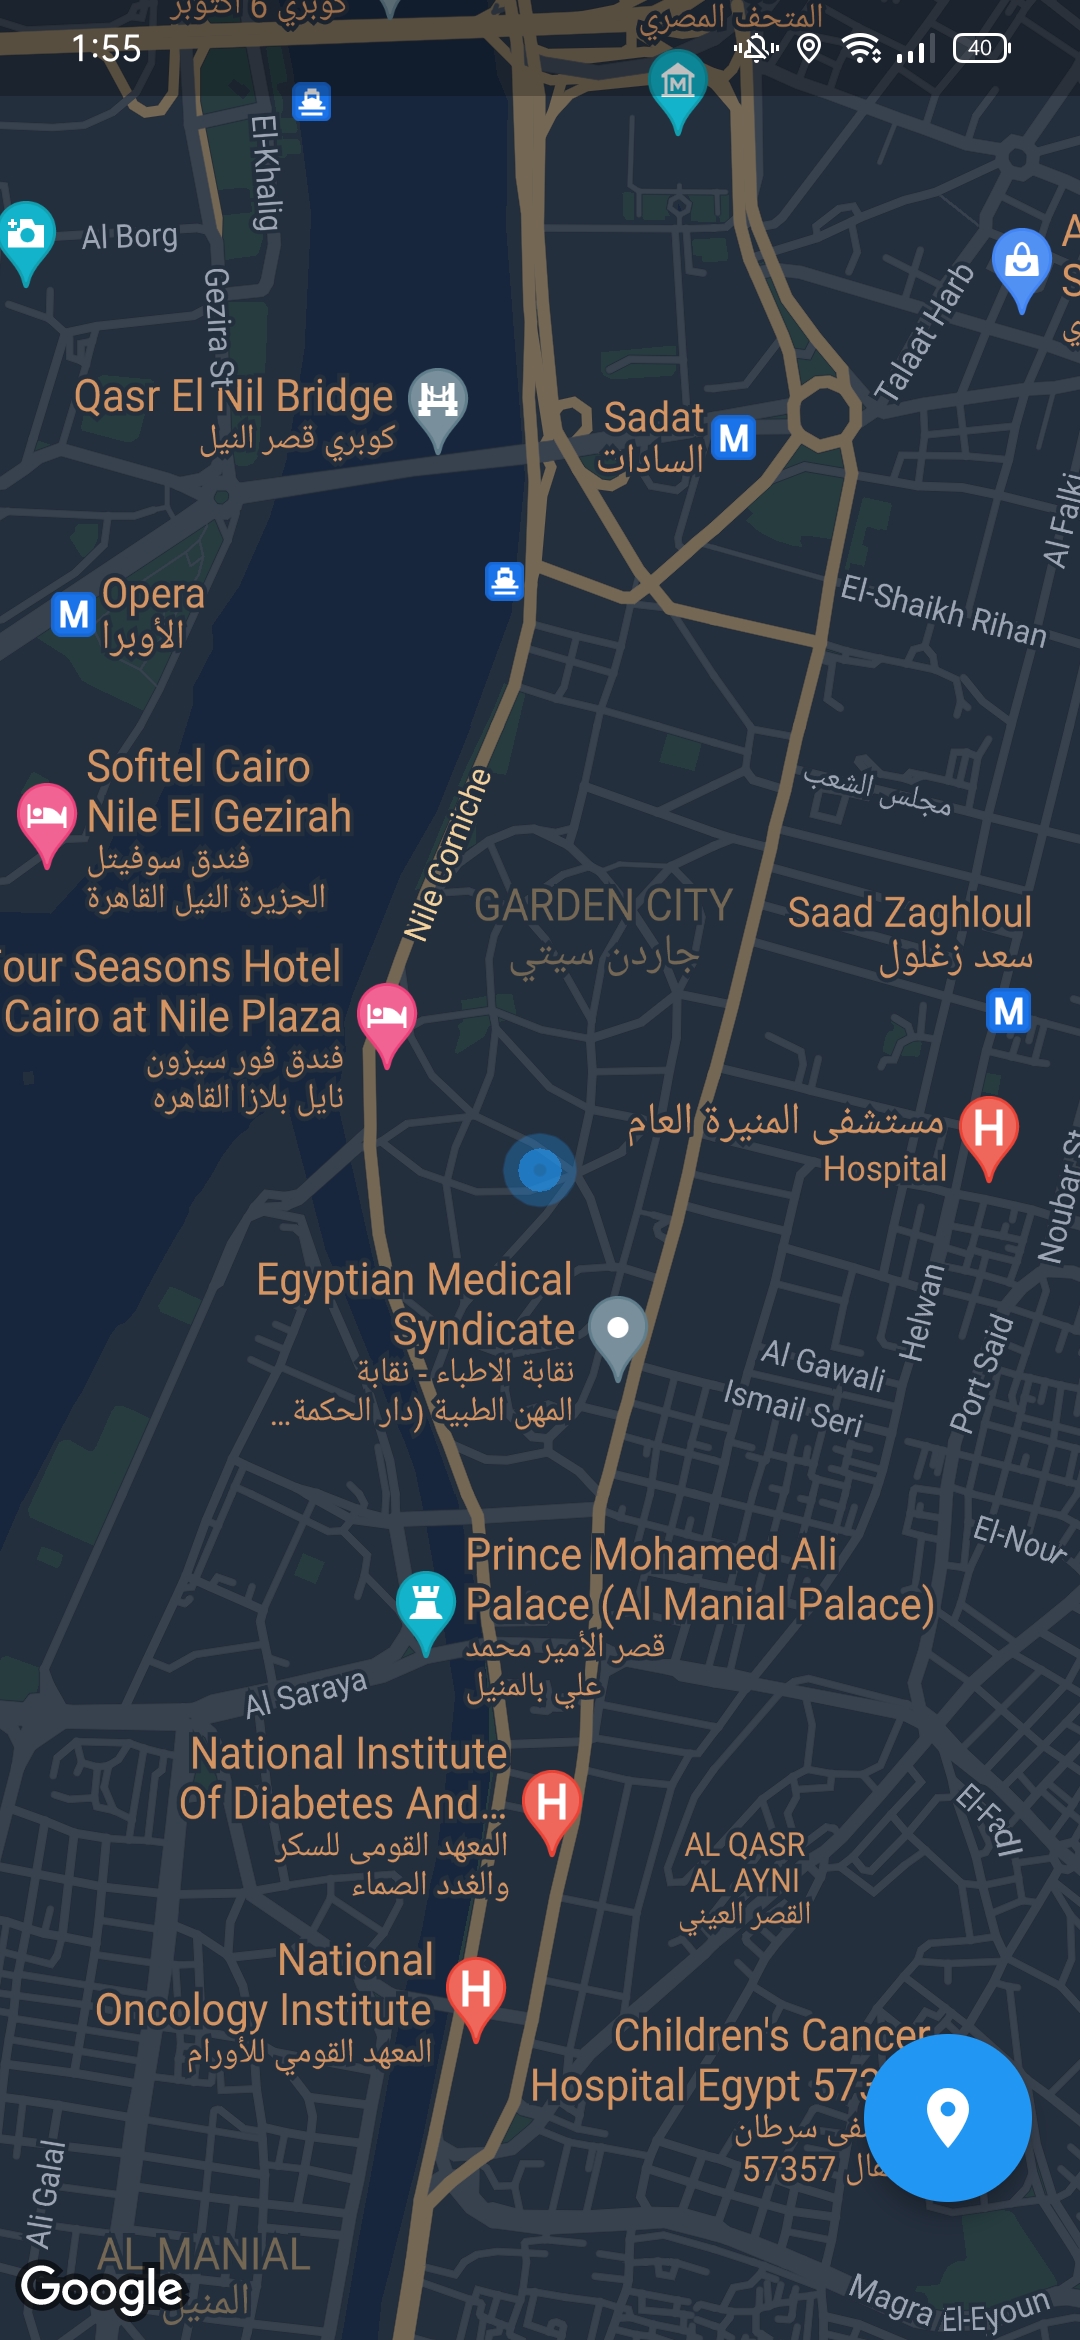 كوبري 6 أكتوبر
المتحف المصري
1:55
40
El-Khalig
Al Borg
Gezira St
Talaat Harb
Qasr El Nil Bridge
كوبري قصر النيل
Sadat
السادات
M
Al Falki
El-Shaikh Rihan
M
Opera
الأوبرا
مجلس الشعب
Sofitel Cairo
Nile El Gezirah
فندق سوفيتل
الجزيرة النيل القاهرة
Nile Corniche
GARDEN CITY
جاردن سيتي
Saad Zaghloul
سعد زغلول
M
our Seasons Hotel
Cairo at Nile Plaza
فندق فور سيزون
نايل بلازا القاهره
مستشفى المنيرة العام
Hospital
H
Noubar St
Egyptian Medical
Syndicate
نقابة الاطباء - نقابة
المهن الطبية (دار الحكمة...
Helwan
Port Said
Al Gawali
Ismail Seri
El-Nour
Prince Mohamed Ali
Palace (Al Manial Palace)
قصر الأمير محمد
علي بالمنيل
Al Saraya
National Institute
Of Diabetes And...
المعهد القومى للسكر
والغدد الصماء
H
El-Fadl
AL QASR
AL AYNI
القصر العيني
National
Oncology Institute
المعهد القومي للأورام
H
Children's Cancer
Hospital Egypt 573
سرطان
57357
Ali Galal
AL MANIAL
المنيل
Google
Magra El-Eyoun